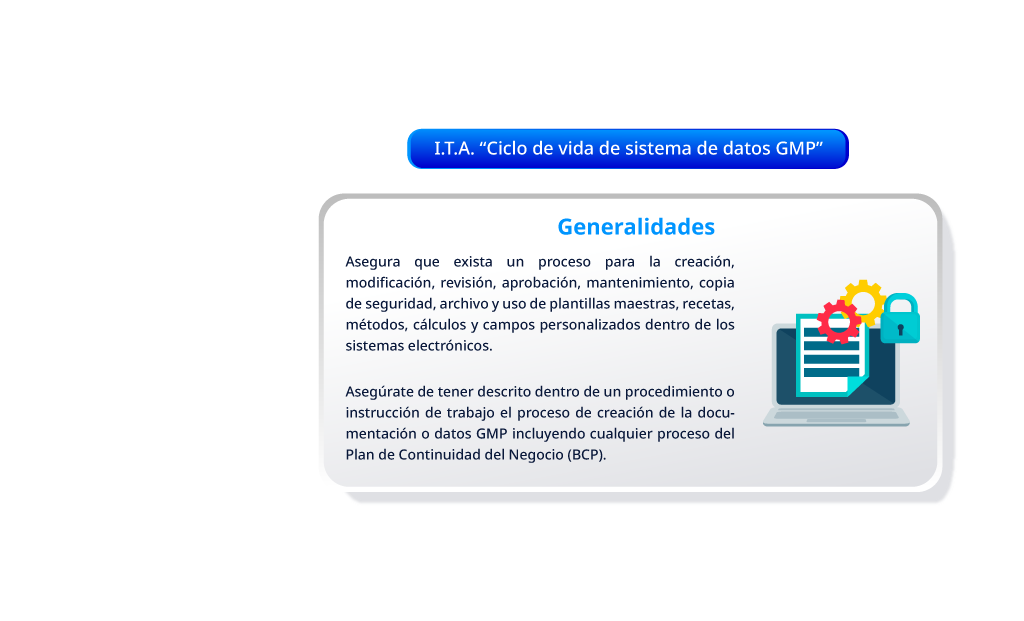 I.T.A. “Ciclo de vida de sistema de datos GMP”
Generalidades
Asegura que exista un proceso para la creación,
modificación, revisión, aprobación, mantenimiento, copia
de seguridad, archivo y uso de plantillas maestras, recetas,
métodos, cálculos y campos personalizados dentro de los
sistemas electrónicos.
Asegúrate de tener descrito dentro de un procedimiento o
instrucción de trabajo el proceso de creación de la docu-
mentación o datos GMP incluyendo cualquier proceso del
Plan de Continuidad del Negocio (BCP).